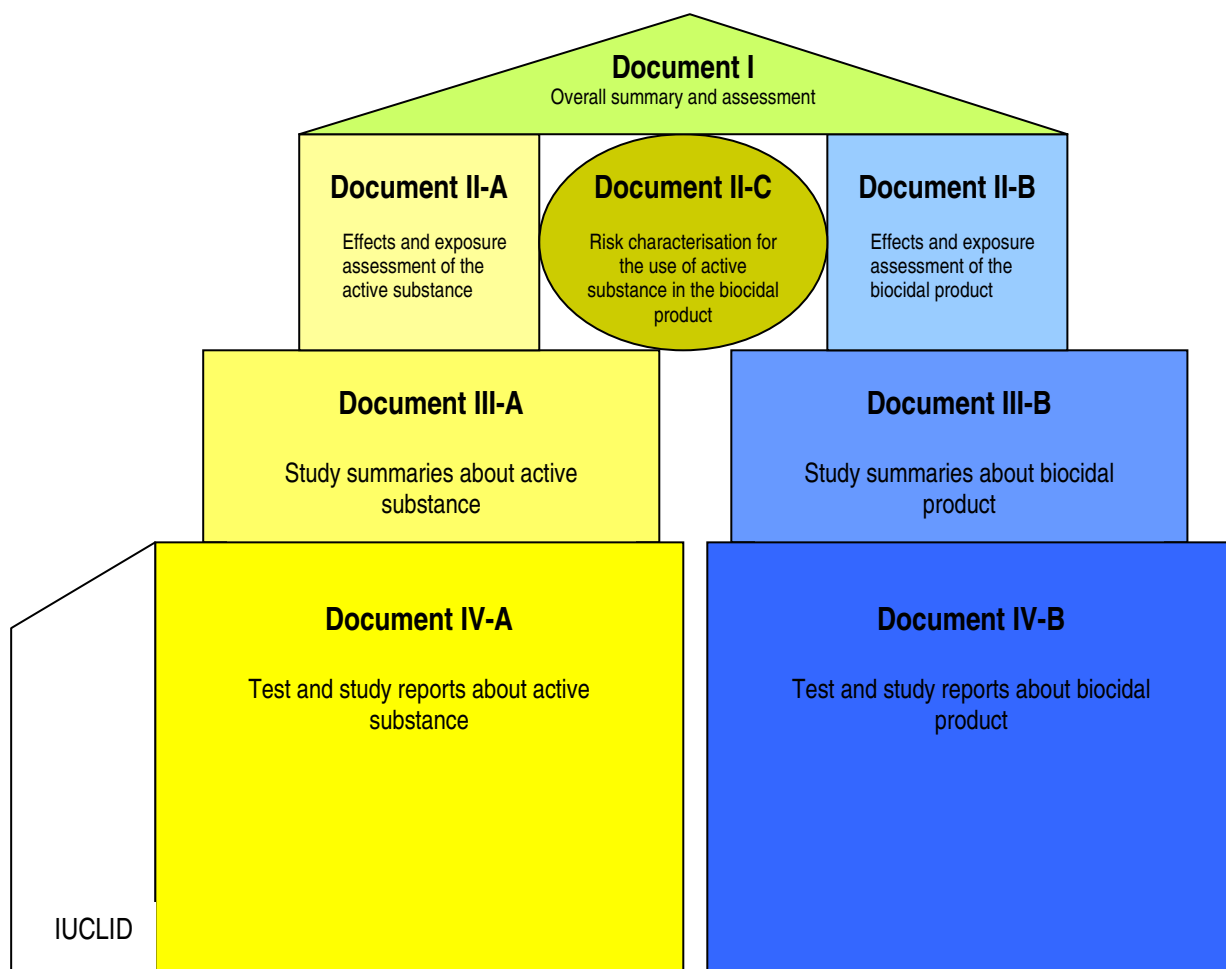 Document I
Overall summary and assessment
Document II-A
Effects and exposure
assessment of the
active substance
Document II-C
Risk characterisation for
the use of active
substance in the biocidal
product
Document II-B
Effects and exposure
assessment of the
biocidal product
Document III-A
Study summaries about active
substance
Document III-B
Study summaries about biocidal
product
Document IV-A
Test and study reports about active
substance
Document IV-B
Test and study reports about biocidal
product
IUCLID